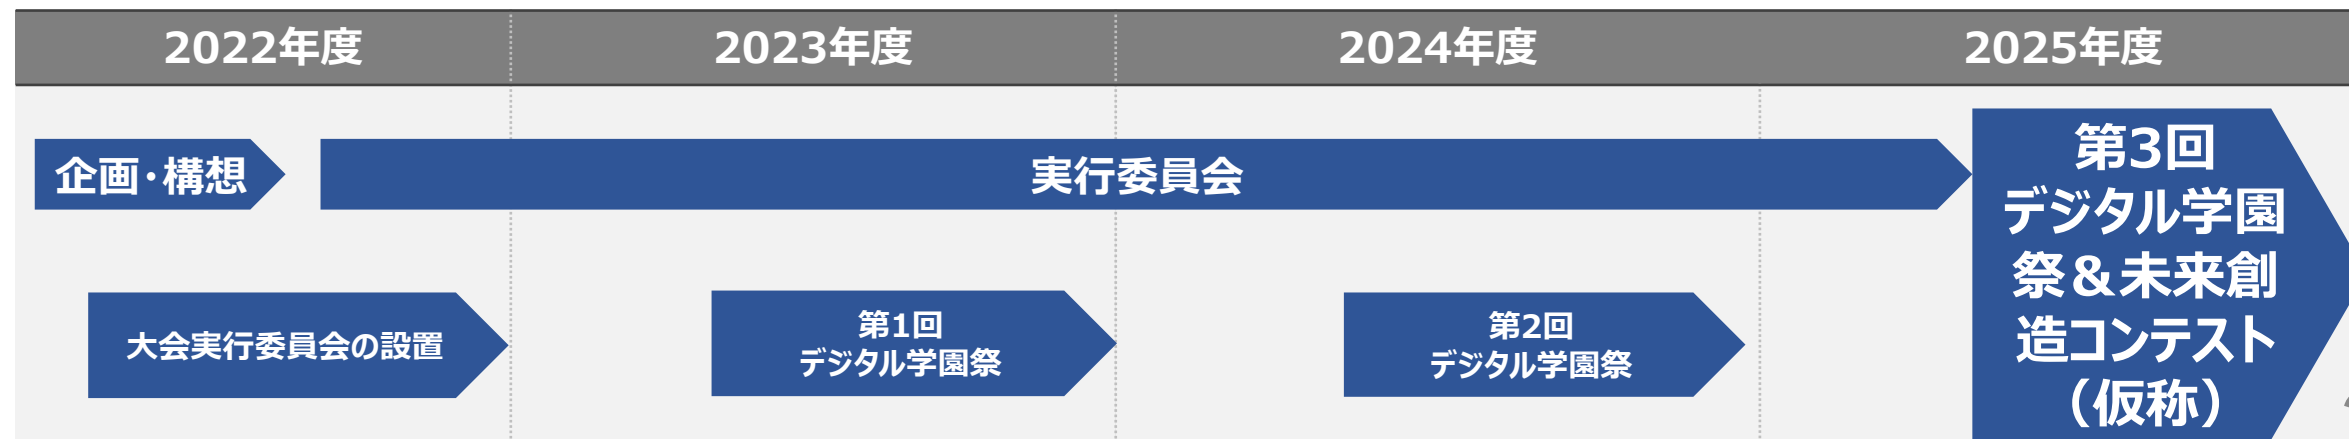 2022年度
2023年度
2024年度
2025年度
企画・構想
実行委員会
第3回
デジタル学園
祭＆未来創
造コンテスト
（仮称）
大会実行委員会の設置
第1回
デジタル学園祭
第2回
デジタル学園祭